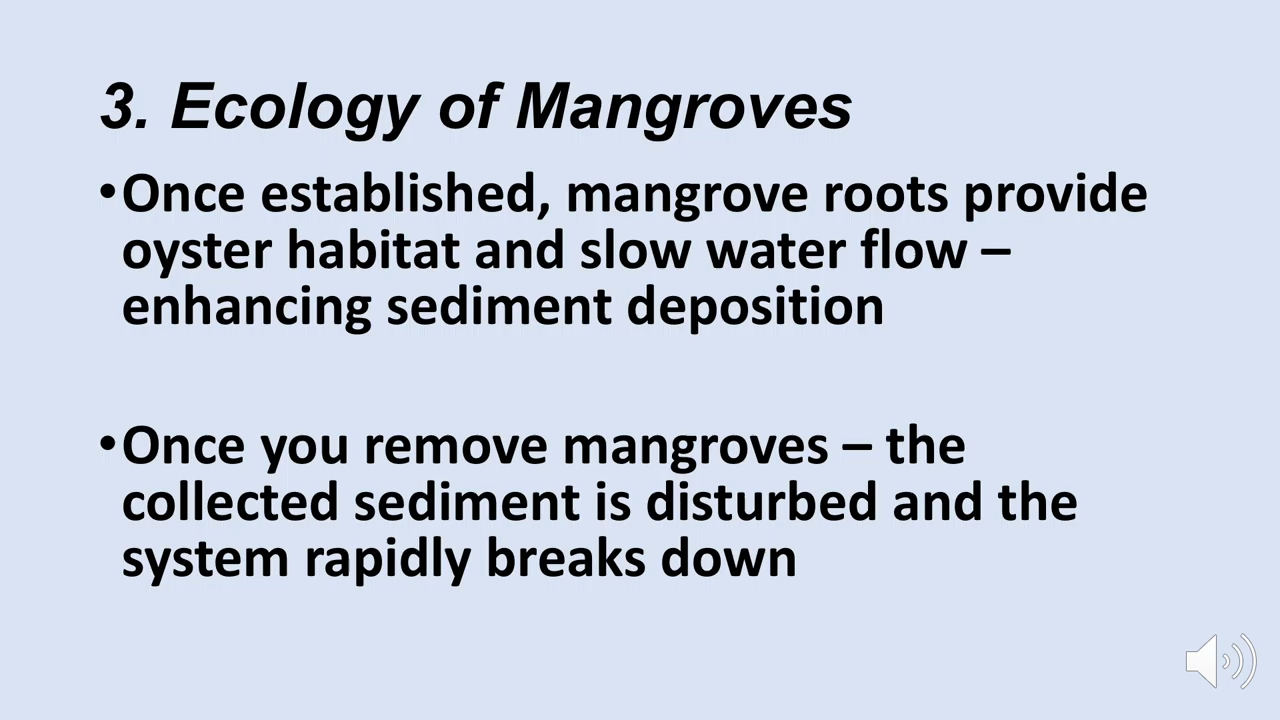 3. Ecology of Mangroves
•Once established, mangrove roots provide
oyster habitat and slow water flow –
enhancing sediment deposition
•Once you remove mangroves – the
collected sediment is disturbed and the
system rapidly breaks down